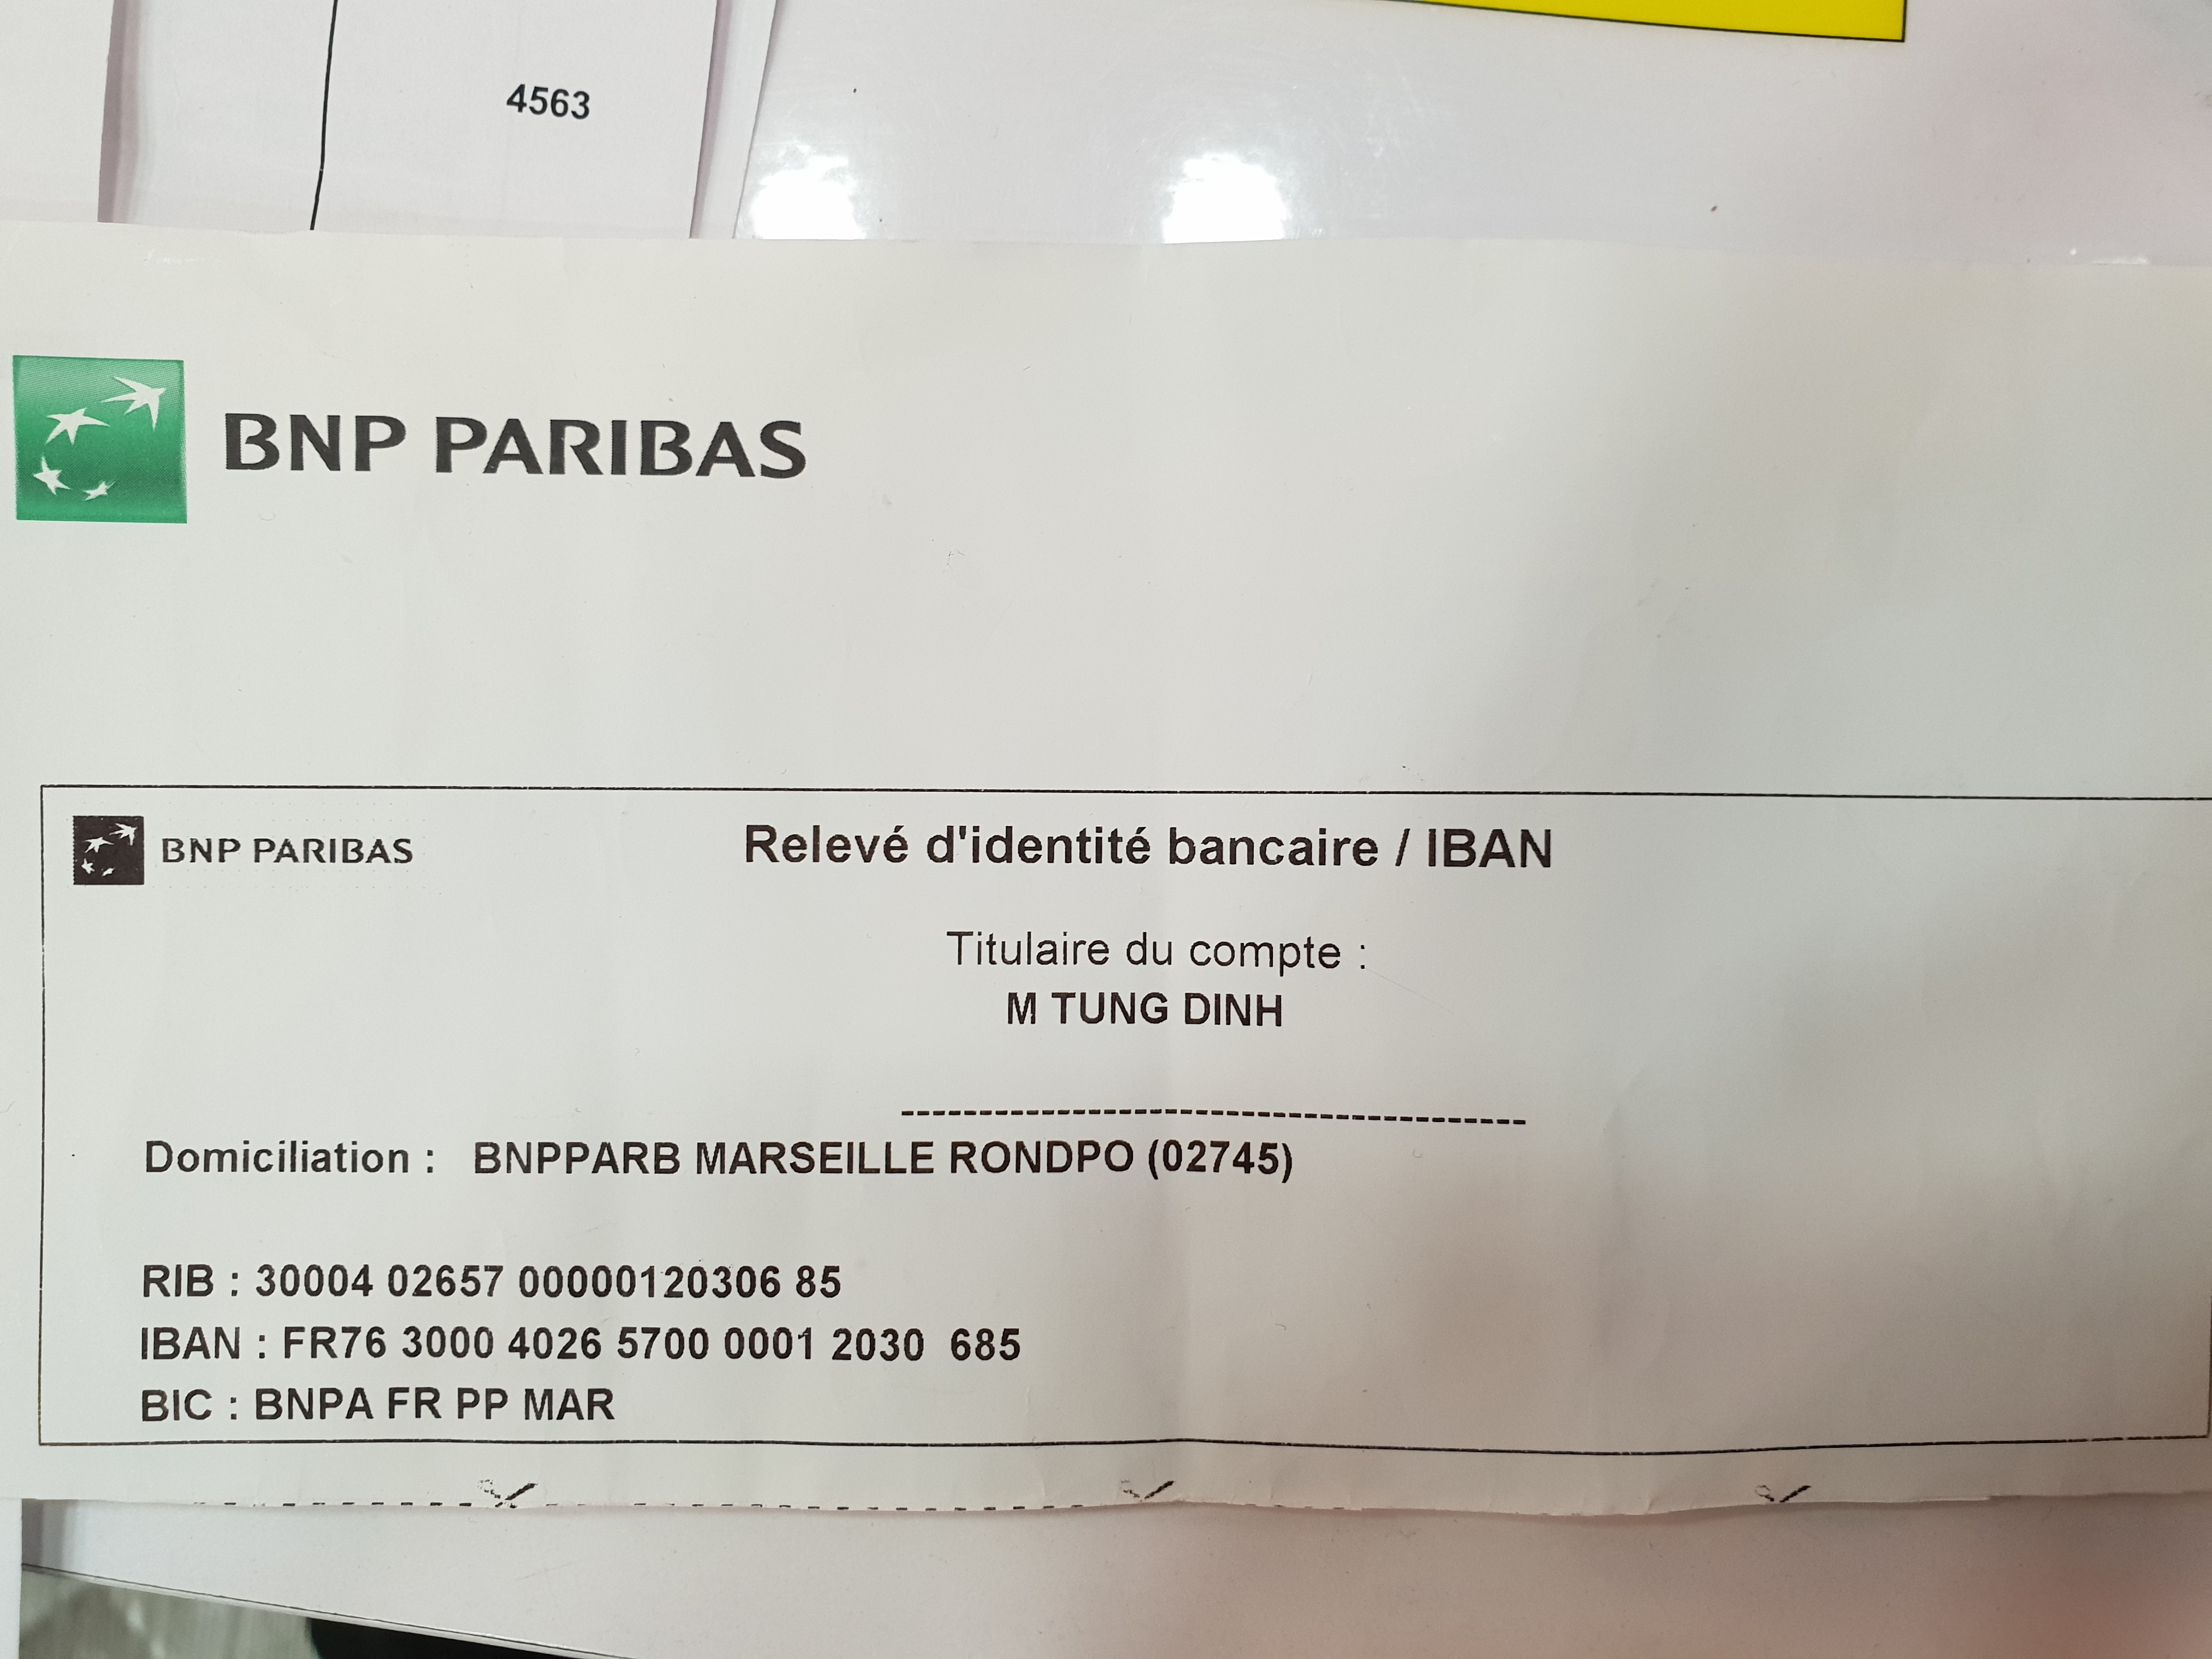 4563
BNP PARIBAS
BNP PARIBAS
Relevé d'identité bancaire / IBAN
Titulaire du compte :
M TUNG DINH
Domiciliation : BNPPARB MARSEILLE RONDPO (02745)
RIB : 30004 02657 00000120306 85
IBAN : FR76 3000 4026 5700 0001 2030 685
BIC : BNPA FR PP MAR